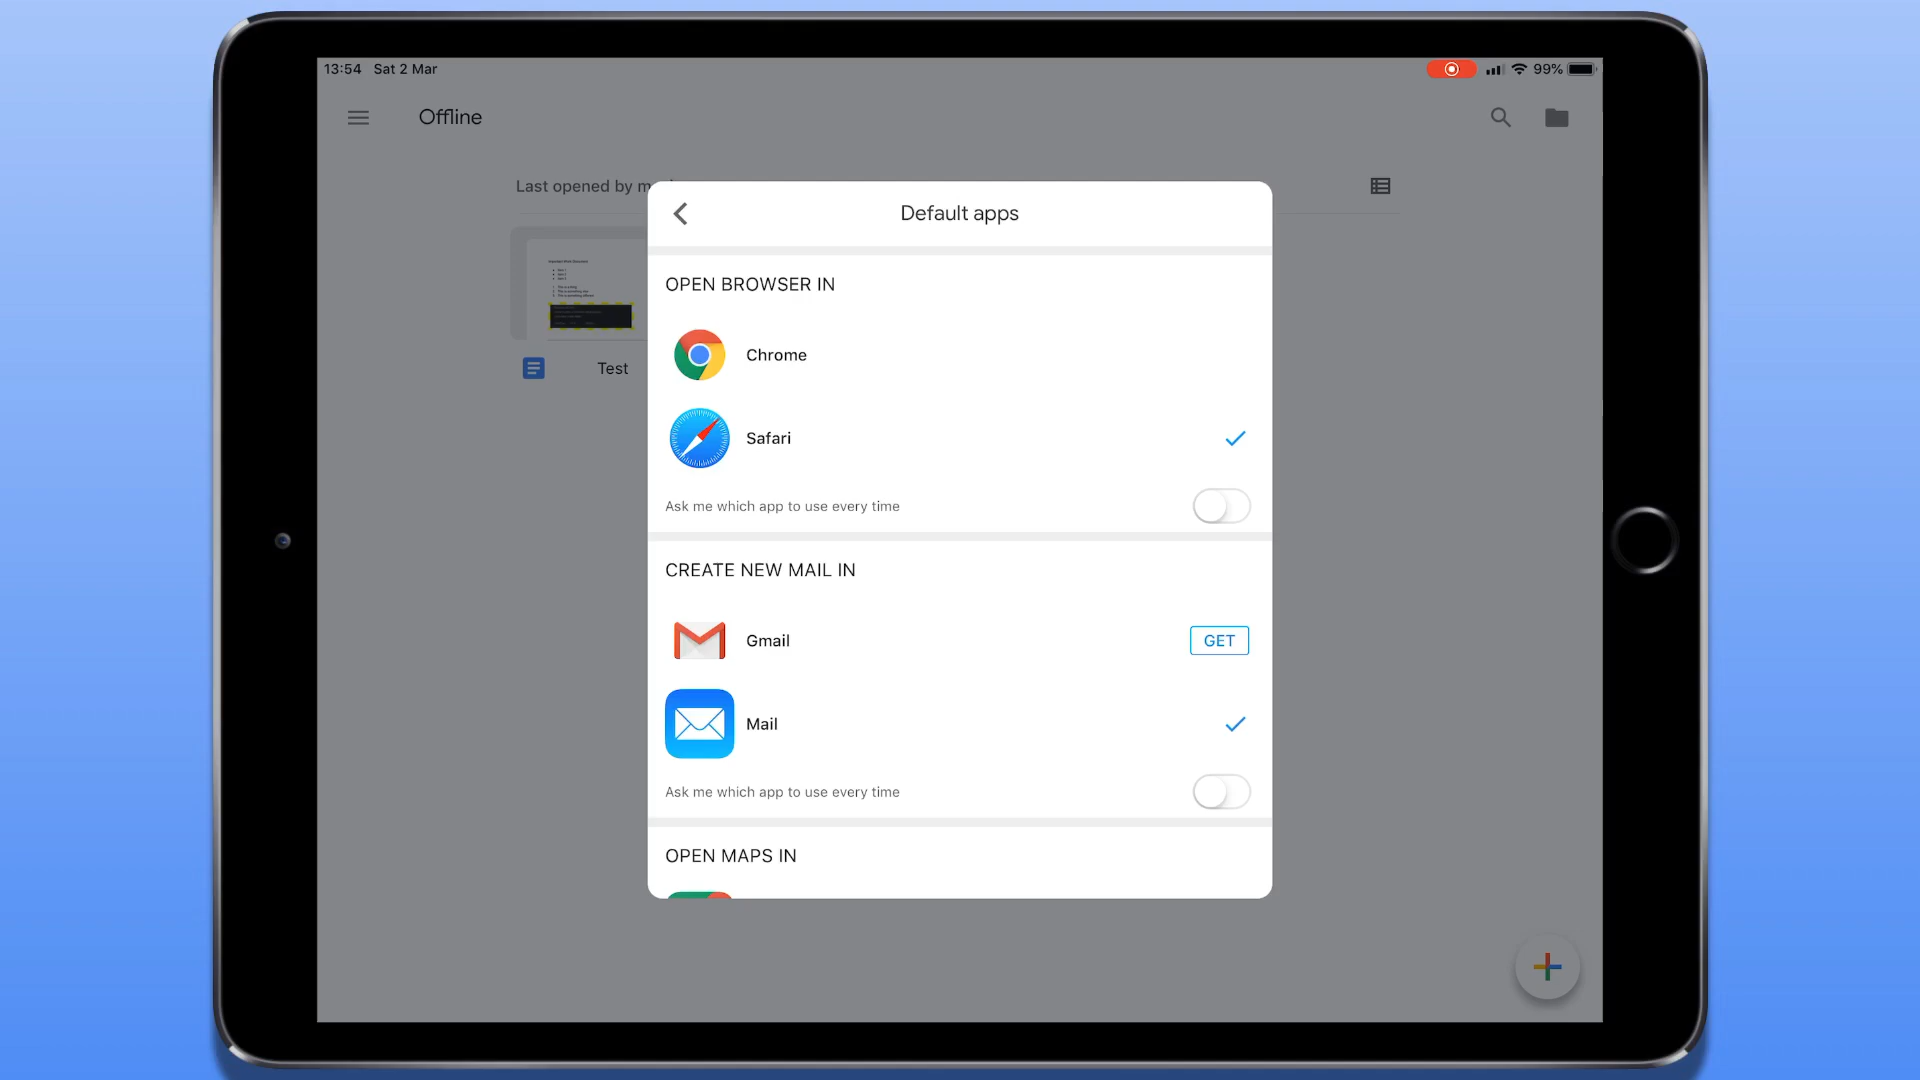 13:54 Sat 2 Mar
99%
Offline
Last opened by m
Default apps
OPEN BROWSER IN
Chrome
Safari
Ask me which app to use every time
CREATE NEW MAIL IN
Gmail
GET
Mail
Ask me which app to use every time
OPEN MAPS IN
Test